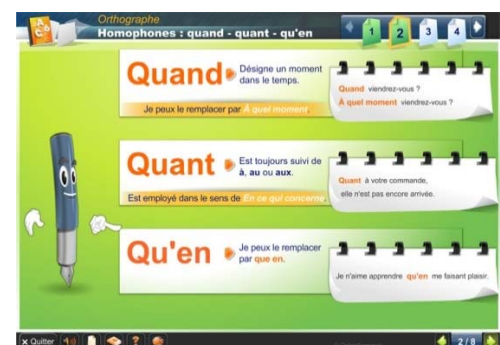 Orthographe
Homophones : quand - quant - qu'en
1 2 3 4
Quand
Désigne un moment
dans le temps.
Je peux le remplacer par À quel moment.
Quand viendrez-vous ?
À quel moment viendrez-vous ?
Quant
Est toujours suivi de
à, au ou aux.
Est employé dans le sens de En ce qui concerne.
Quant à votre commande,
elle n'est pas encore arrivée.
Qu'en
Je peux le remplacer
par que en.
Je n'aime apprendre qu'en me faisant plaisir.
x Quitter
?
2 / 8